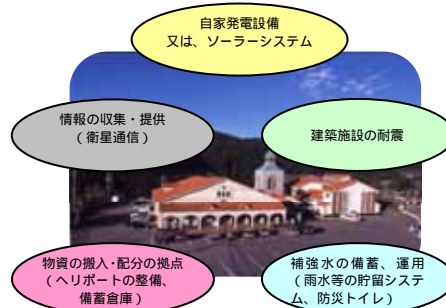 自家発電設備
又は、ソーラーシステム
情報の収集・提供
(衛星通信)
建築施設の耐震
物資の搬入・配分の拠点
(ヘリポートの整備、
備蓄倉庫)
補強水の備蓄、運用
(雨水等の貯留システ
ム、防災トイレ)